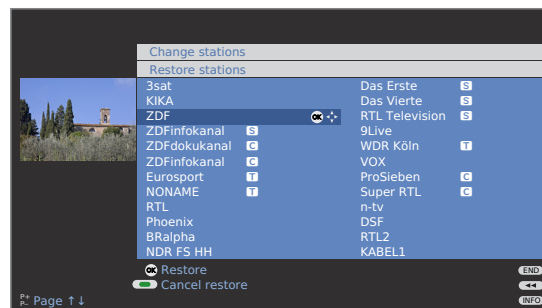 Change stations
Restore stations
3sat
KIKA
ZDF OK
ZDFinfokanal S
ZDFdokukanal C
ZDFinfokanal C
Eurosport T
NONAME T
RTL
Phoenix
BRalpha
NDR FS HH
Das Erste S
Das Vierte S
RTL Television S
9Live
WDR Köln T
VOX
ProSieben C
Super RTL C
n-tv
DSF
RTL2
KABEL1
OK Restore
Cancel restore
P+ P- Page ↑↓
END
◀◀
INFO